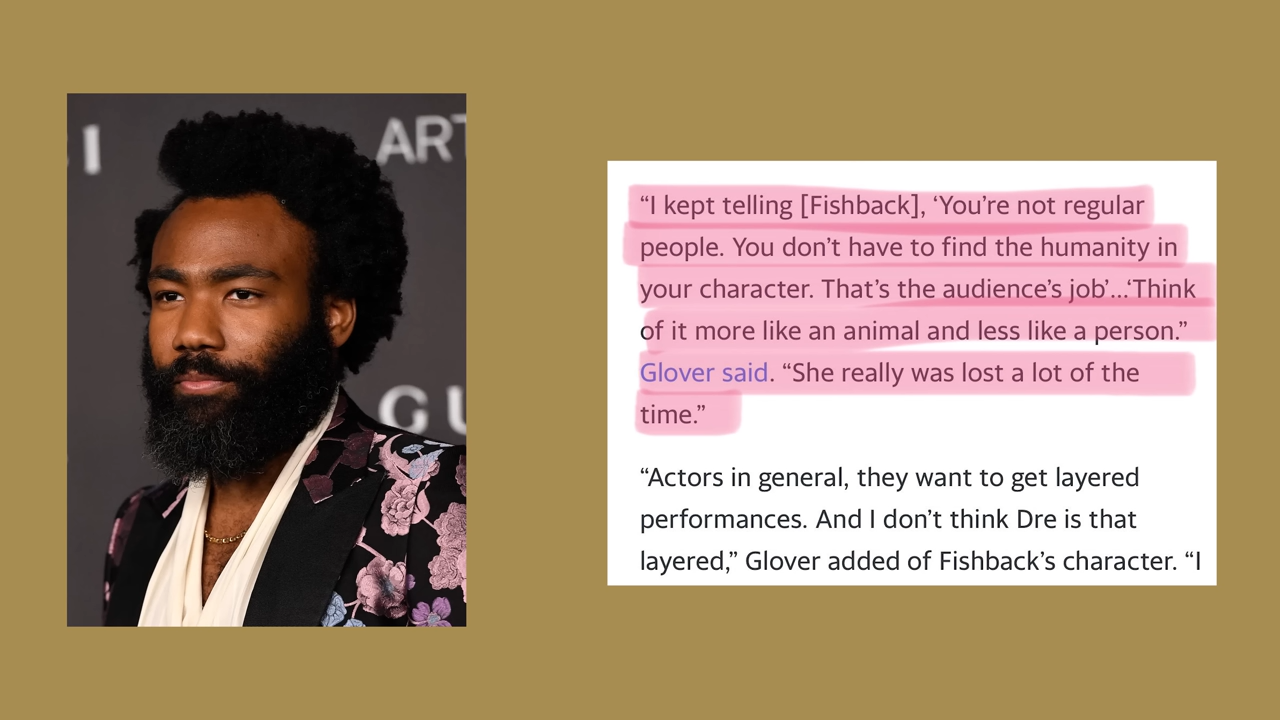 I
ART
GU
“I kept telling [Fishback], ‘You’re not regular
people. You don’t have to find the humanity in
your character. That’s the audience’s job’...‘Think
of it more like an animal and less like a person.”
Glover said. “She really was lost a lot of the
time.”
“Actors in general, they want to get layered
performances. And I don’t think Dre is that
layered,” Glover added of Fishback’s character. “I